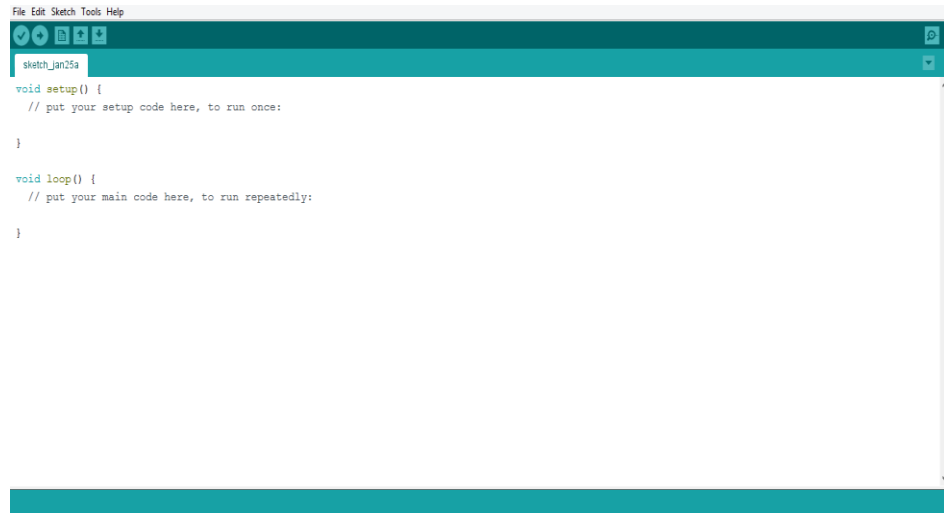 File Edit Sketch Tools Help
sketch_jan25a
void setup() {
  // put your setup code here, to run once:
}
void loop() {
  // put your main code here, to run repeatedly:
}